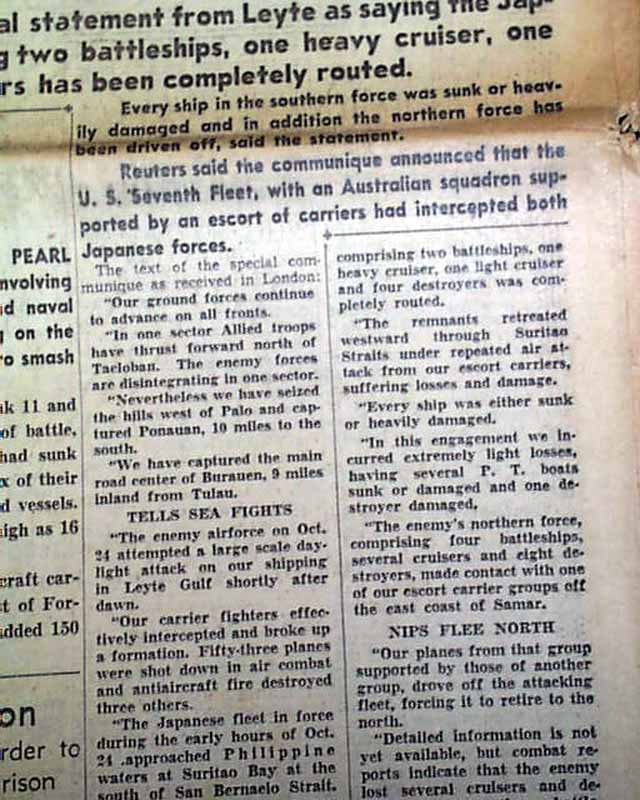 al statement from Leyte as saying the Jap-
g two battleships, one heavy cruiser, one
rs has been completely routed.
Every ship in the southern force was sunk or heav-
ily damaged and in addition the northern force has
been driven off, said the statement.
Reuters said the communique announced that the
U. S. Seventh Fleet, with an Australian squadron sup-
ported by an escort of carriers had intercepted both
Japanese forces.
PEARL
nvolving
d naval
g on the
o smash
nk 11 and
of battle,
had sunk
x of their
d vessels.
igh as 16
craft car-
t of For-
added 150
on
rder to
rison
The text of the special com-
munique as received in London:
"Our ground forces continue
to advance on all fronts.
"In one sector Allied troops
have thrust forward north of
Tacloban. The enemy forces
are disintegrating in one sector.
"Nevertheless we have seized
the hills west of Palo and cap-
tured Ponauan, 10 miles to the
south.
"We have captured the main
road center of Burauen, 9 miles
inland from Tulau.
TELLS SEA FIGHTS
"The enemy airforce on Oct.
24 attempted a large scale day-
light attack on our shipping
in Leyte Gulf shortly after
dawn.
"Our carrier fighters effec-
tively intercepted and broke up
a formation. Fifty-three planes
were shot down in air combat
and antiaircraft fire destroyed
three others.
"The Japanese fleet in force
during the early hours of Oct.
24 approached Philippine
waters at Suritao Bay at the
south of San Bernaelo Strait.
comprising two battleships, one
heavy cruiser, one light cruiser
and four destroyers was com-
pletely routed.
"The remnants retreated
westward through Suritao
Straits under repeated air at-
tack from our escort carriers,
suffering losses and damage.
"Every ship was either sunk
or heavily damaged.
"In this engagement we in-
curred extremely light losses,
having several P. T. boats
sunk or damaged and one de-
stroyer damaged.
"The enemy's northern force,
comprising four battleships,
several cruisers and eight de-
stroyers, made contact with one
of our escort carrier groups off
the east coast of Samar.
NIPS FLEE NORTH
"Our planes from that group
supported by those of another
group, drove off the attacking
fleet, forcing it to retire to the
north.
"Detailed information is not
yet available, but combat re-
ports indicate that the enemy
lost several cruisers and de-